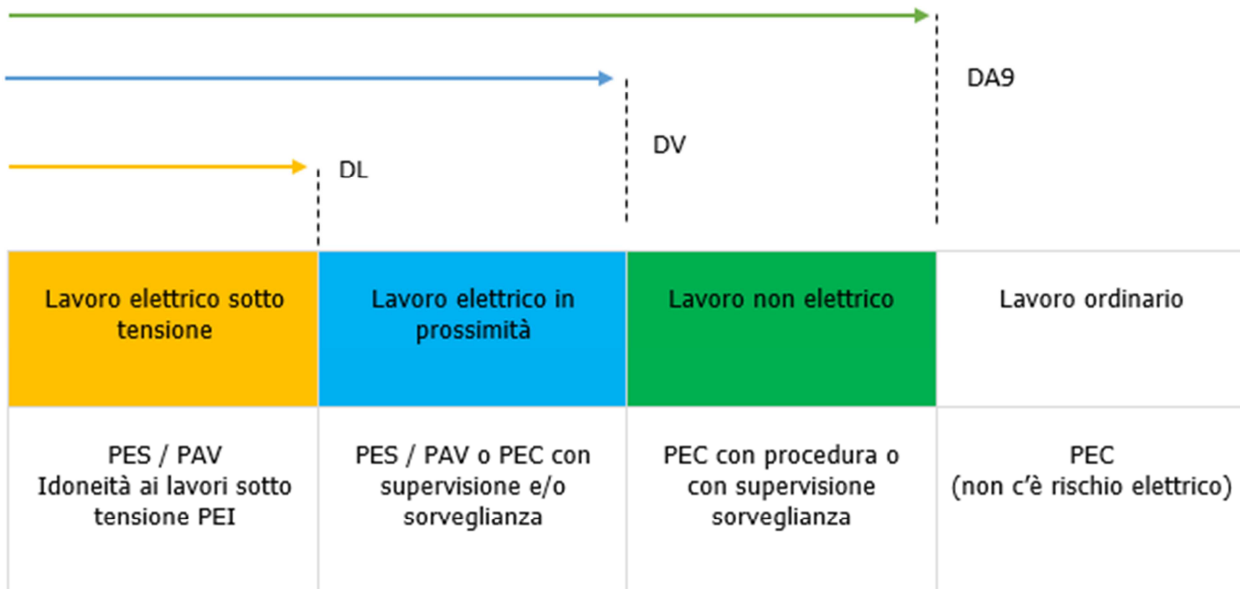 DA9
DV
DL
Lavoro elettrico sotto
tensione
Lavoro elettrico in
prossimità
Lavoro non elettrico
Lavoro ordinario
PES / PAV
Idoneità ai lavori sotto
tensione PEI
PES / PAV o PEC con
supervisione e/o
sorveglianza
PEC con procedura o
con supervisione
sorveglianza
PEC
(non c'è rischio elettrico)